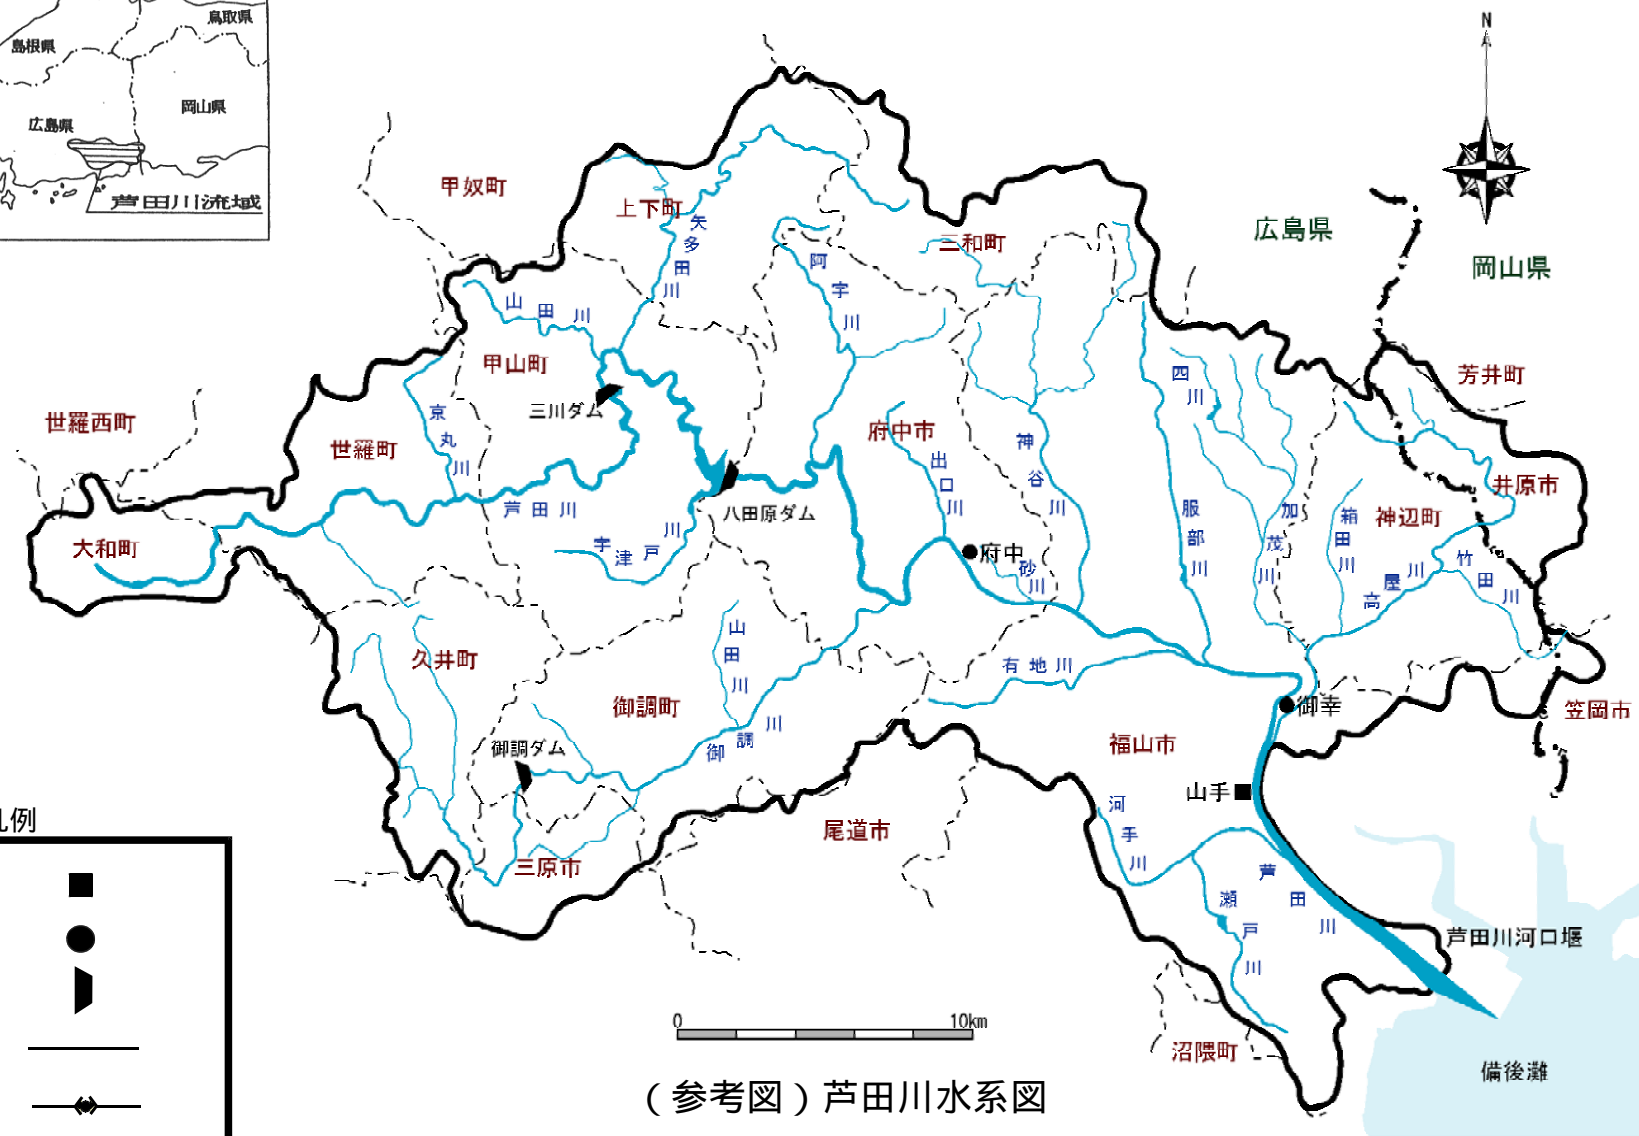 鳥取県
島根県
岡山県
広島県
芦田川流域
N
広島県
岡山県
甲奴町
上下町
矢多田川
三和町
阿字川
山田川
甲山町
三川ダム
京丸川
世羅西町
世羅町
芳井町
四川
府中市
神谷川
出口川
井原市
神辺町
箱田川
加茂川
服部川
芦田川
八田原ダム
宇津戸川
大和町
府中
砂川
竹田川
高屋川
久井町
山田川
有地川
御調町
御調川
御調ダム
御幸
笠岡市
福山市
山手
河手川
尾道市
三原市
凡例
芦田川
瀬戸川
芦田川河口堰
0
10km
沼隈町
備後灘
(参考図)芦田川水系図